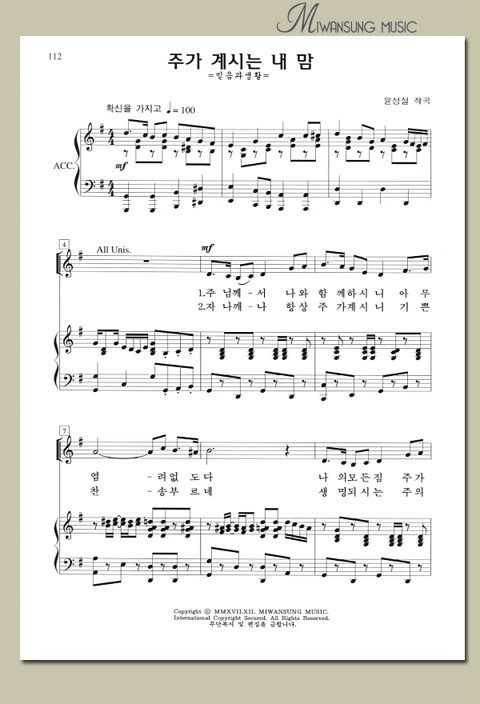 MIWANSUNG MUSIC
112
주가 계시는 내 맘
=믿음과생활=
확신을 가지고 ♩=100
윤성실 작곡
ACC.
mf
4
All Unis.
mf
1.주 님께 - 서 나와 함 께하시니 아 무
2.자 나깨 - 나 항상 주 가계시니 기 쁜
7
염 - 려없 도다 나 의모든짐 주가
찬 - 송부 르네 생 명되시는 주의
Copyright © MMXVILXII. MIWANSUNG MUSIC.
International Copyright Secured. All Rights Reserved.
무단복사 및 편집을 금합니다.